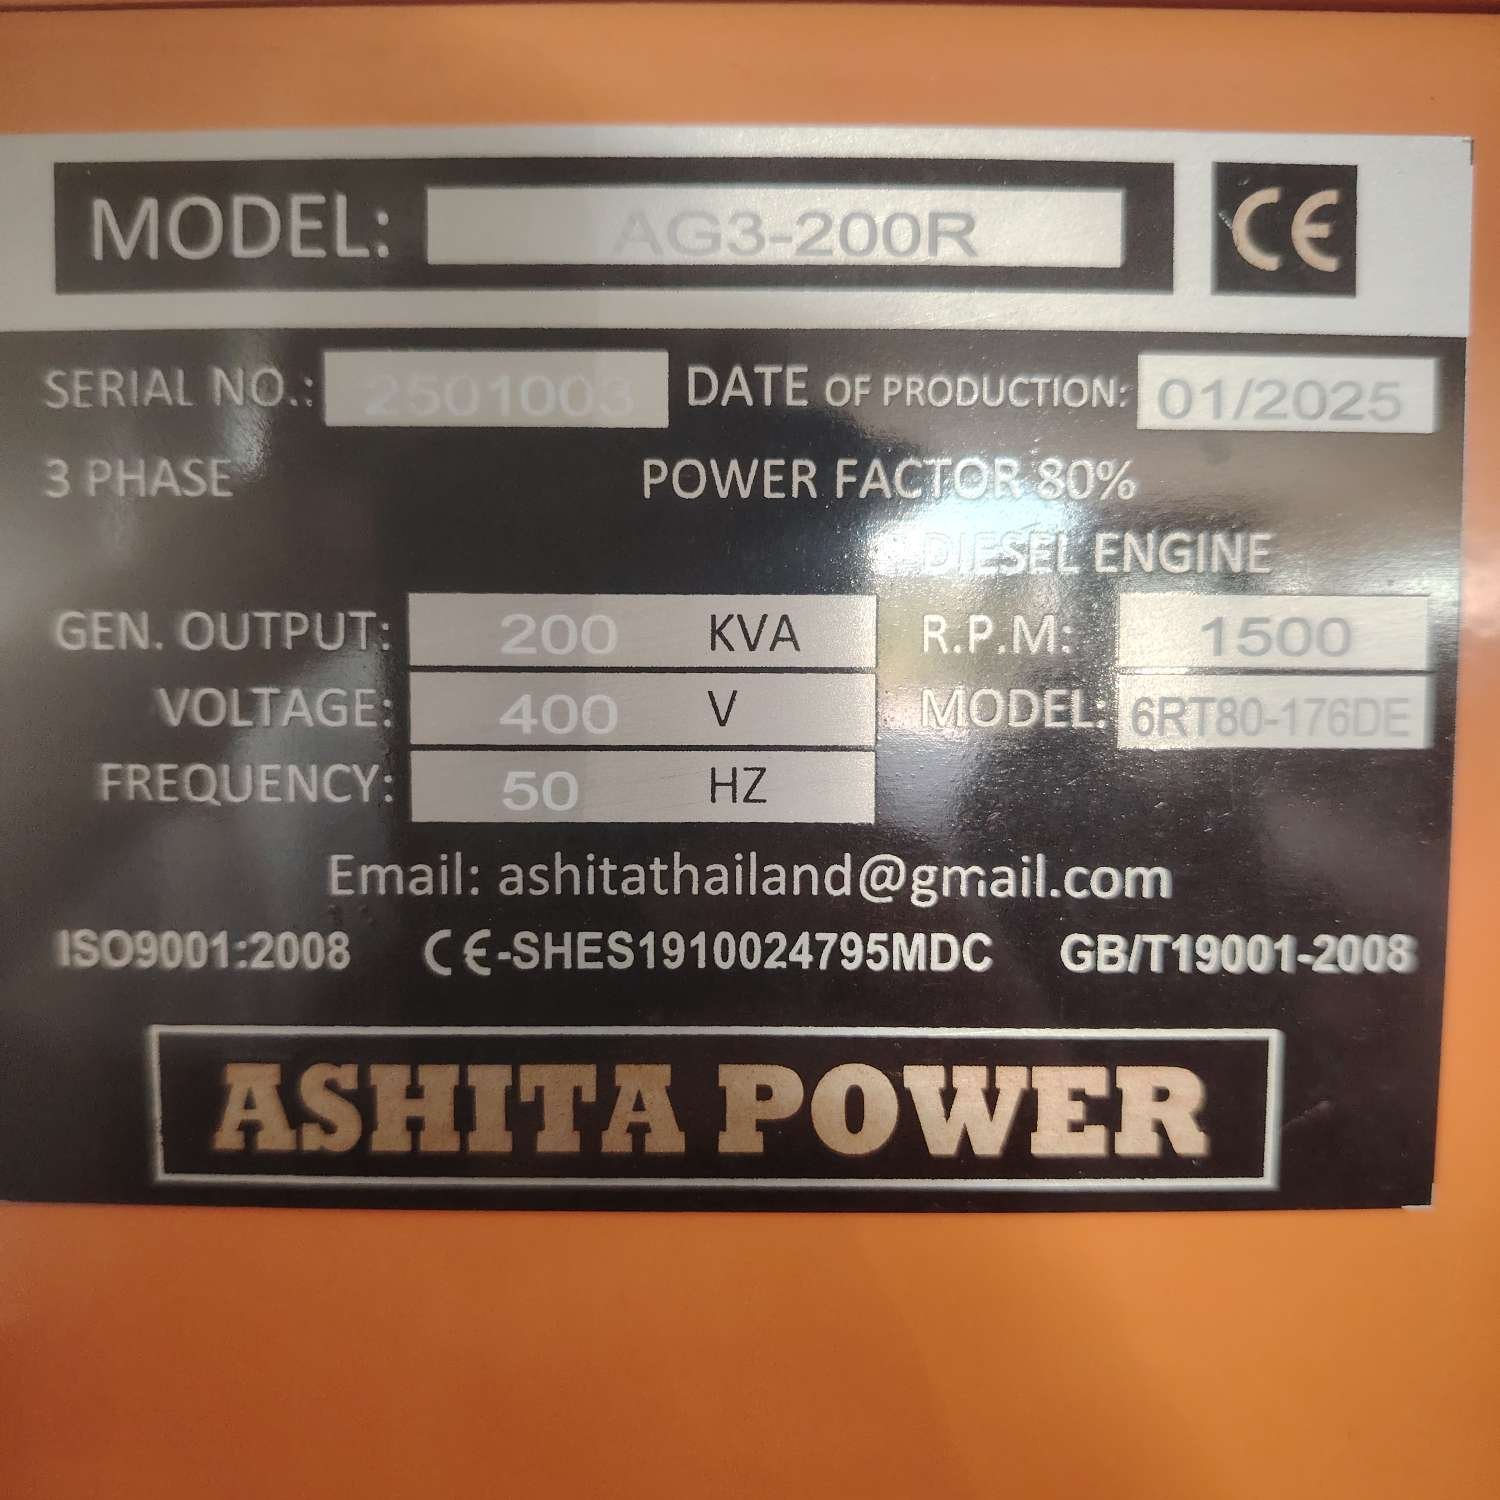 MODEL: AG3-200R CE
SERIAL NO.: 2501003 DATE OF PRODUCTION: 01/2025
3 PHASE POWER FACTOR 80%
DIESEL ENGINE
GEN. OUTPUT: 200 KVA R.P.M: 1500
VOLTAGE: 400 V MODEL: 6RT80-176DE
FREQUENCY: 50 HZ
Email: ashitathailand@gmail.com
ISO9001:2008 CE-SHES1910024795MDC GB/T19001-2008
ASHITA POWER